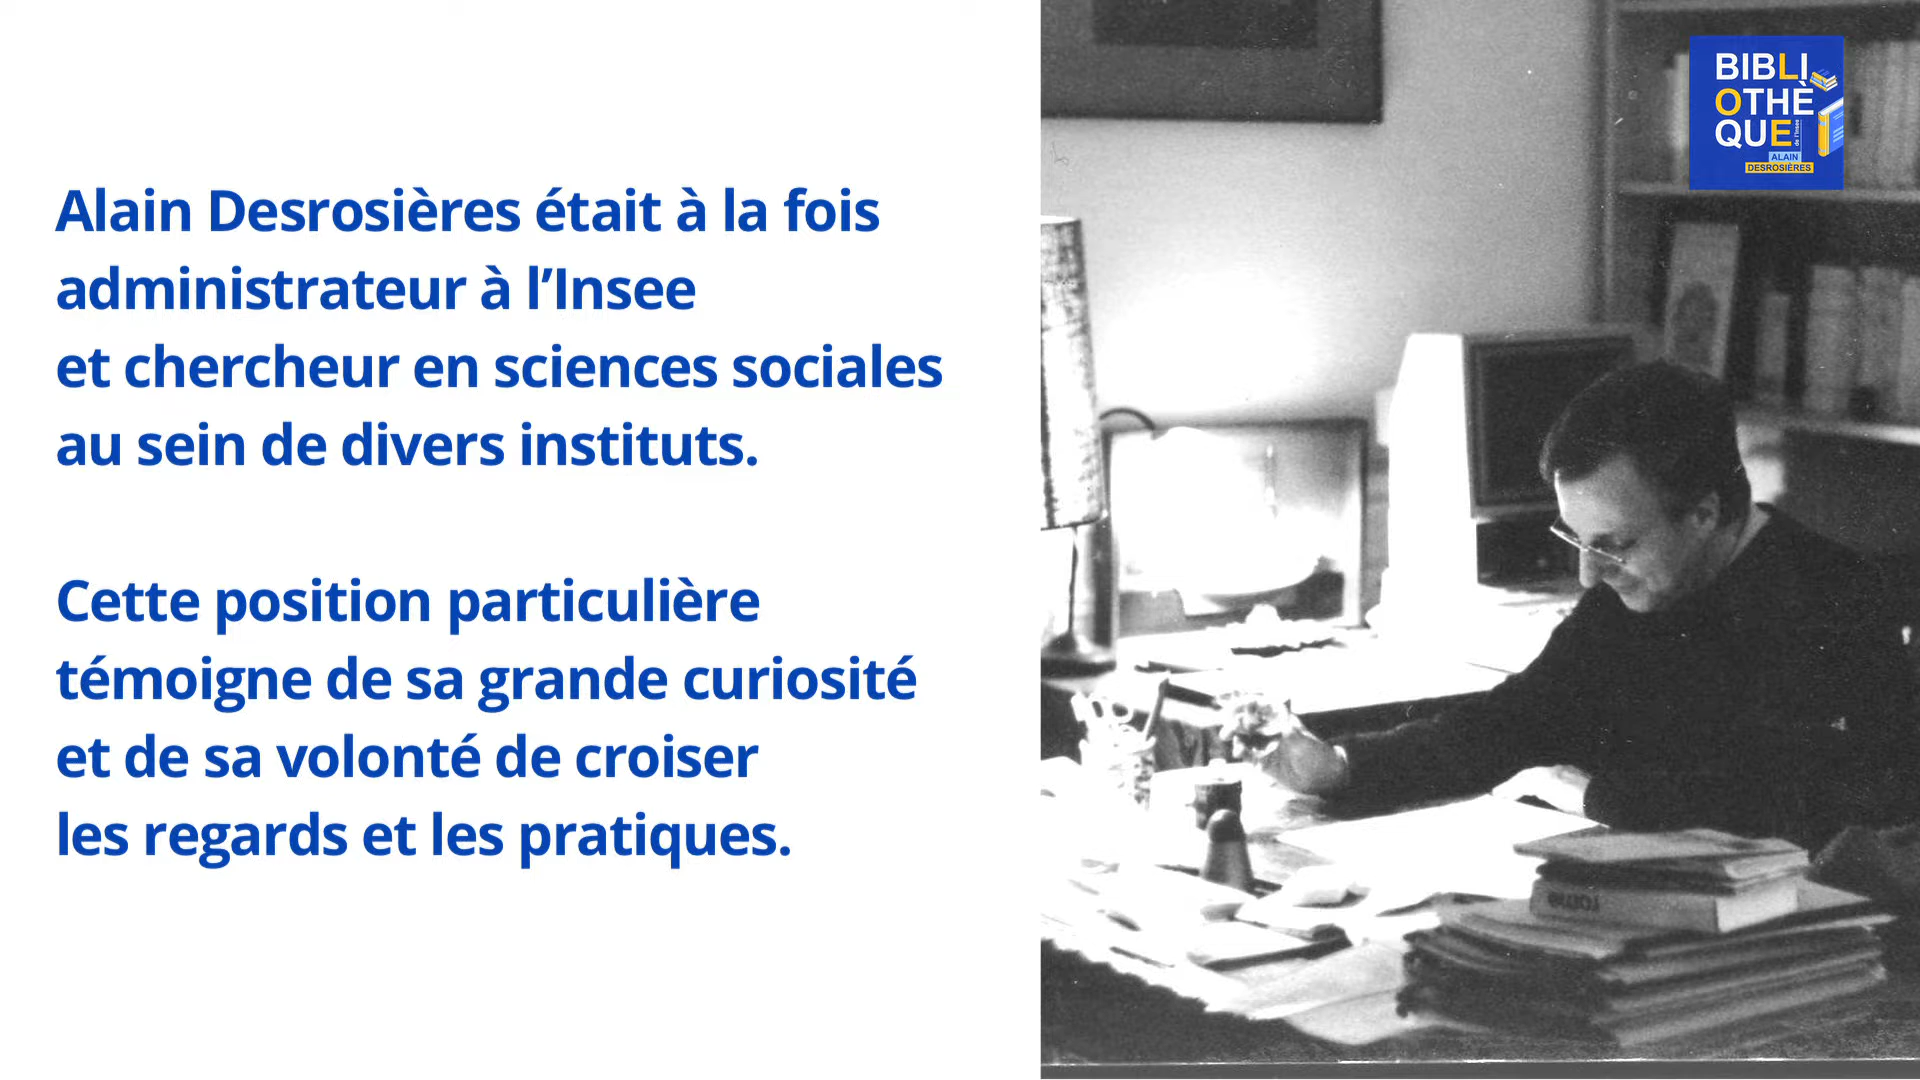 Alain Desrosières était à la fois
administrateur à l’Insee
et chercheur en sciences sociales
au sein de divers instituts.
Cette position particulière
témoigne de sa grande curiosité
et de sa volonté de croiser
les regards et les pratiques.
BIBLI
OTHÈ
QUE
de l'Insee
ALAIN
DESROSIÈRES